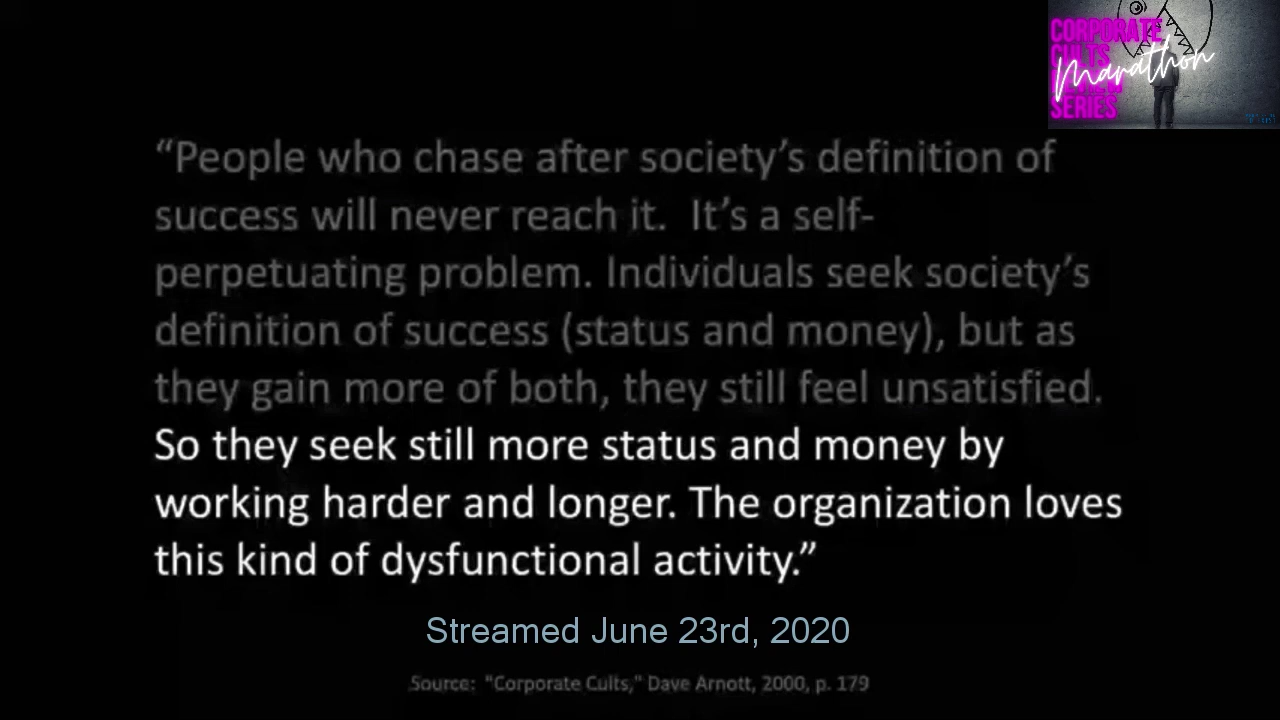 CORPORATE
CULTS
Marathon
SERIES
“People who chase after society’s definition of
success will never reach it.  It’s a self-
perpetuating problem. Individuals seek society’s
definition of success (status and money), but as
they gain more of both, they still feel unsatisfied.
So they seek still more status and money by
working harder and longer. The organization loves
this kind of dysfunctional activity.”
Streamed June 23rd, 2020
Source:  "Corporate Cults," Dave Arnott, 2000, p. 179